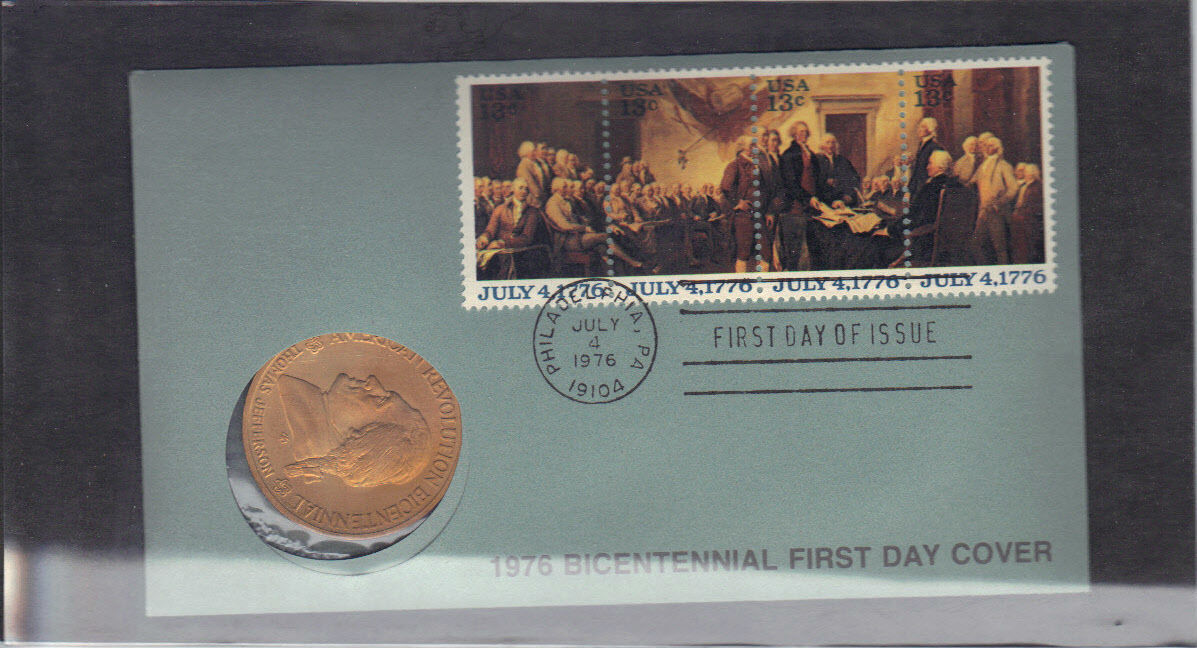 USA USA USA USA
13c 13c 13c 13c
JULY 4,1776 JULY 4,1776 JULY 4,1776 JULY 4,1776
PHILADELPHIA, PA
JULY
4
1976
19104
FIRST DAY OF ISSUE
AMERICAN REVOLUTION BICENTENNIAL
THOMAS JEFFERSON
1976 BICENTENNIAL FIRST DAY COVER